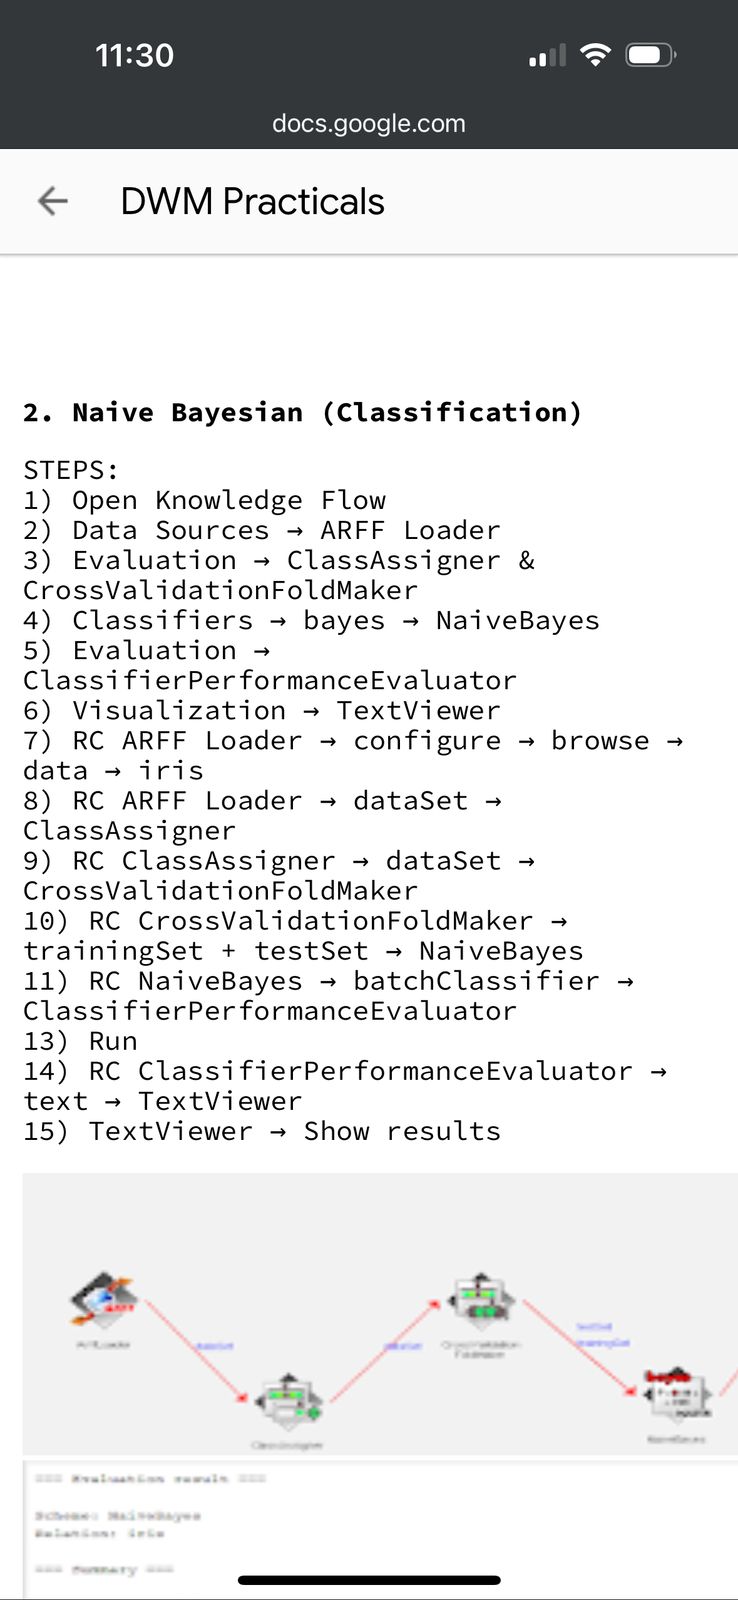 11:30
docs.google.com
DWM Practicals
2. Naive Bayesian (Classification)
STEPS:
1) Open Knowledge Flow
2) Data Sources → ARFF Loader
3) Evaluation → ClassAssigner &
CrossValidationFoldMaker
4) Classifiers → bayes → NaiveBayes
5) Evaluation →
ClassifierPerformanceEvaluator
6) Visualization → TextViewer
7) RC ARFF Loader → configure → browse →
data → iris
8) RC ARFF Loader → dataSet →
ClassAssigner
9) RC ClassAssigner → dataSet →
CrossValidationFoldMaker
10) RC CrossValidationFoldMaker →
trainingSet + testSet → NaiveBayes
11) RC NaiveBayes → batchClassifier →
ClassifierPerformanceEvaluator
13) Run
14) RC ClassifierPerformanceEvaluator →
text → TextViewer
15) TextViewer → Show results
=== Evaluation result ===
Scheme: NaiveBayes
Relation: iris
=== Summary ===